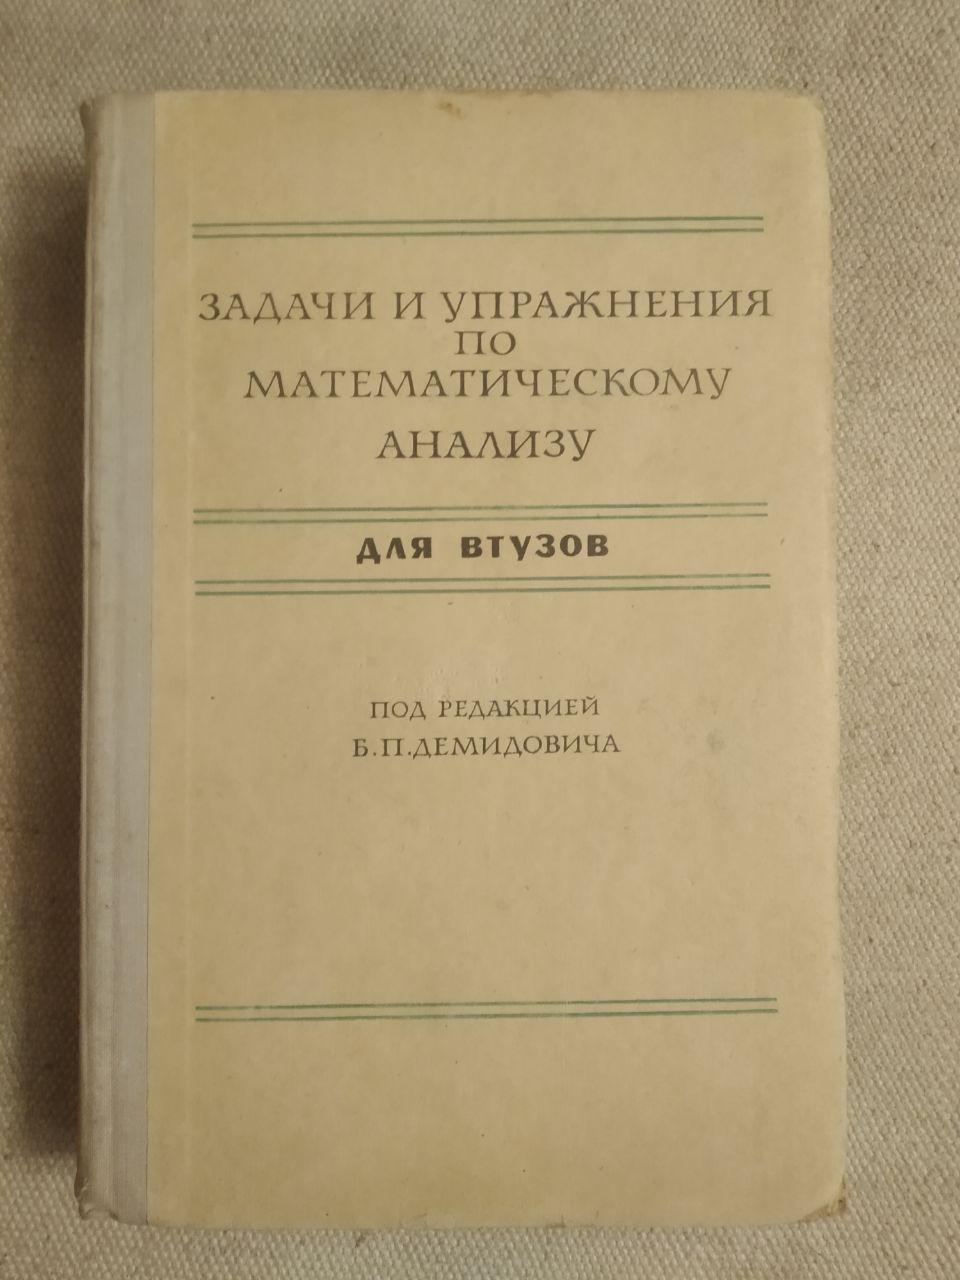 ЗАДАЧИ И УПРАЖНЕНИЯ
ПО
МАТЕМАТИЧЕСКОМУ
АНАЛИЗУ
ДЛЯ ВТУЗОВ
ПОД РЕДАКЦИЕЙ
Б.П.ДЕМИДОВИЧА